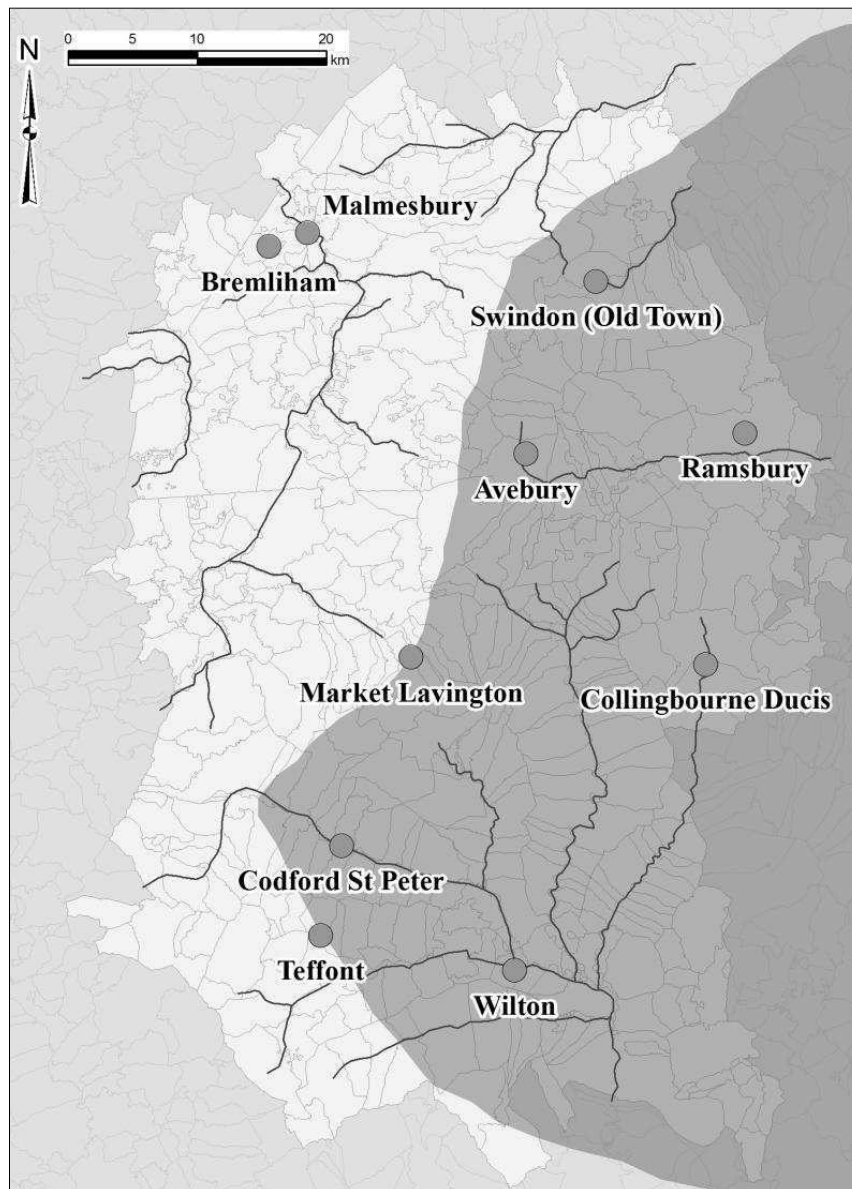 0 10 20
km
N
Malmesbury
Bremliham
Swindon (Old Town)
Avebury
Ramsbury
Market Lavington
Collingbourne Ducis
Codford St Peter
Teffont
Wilton